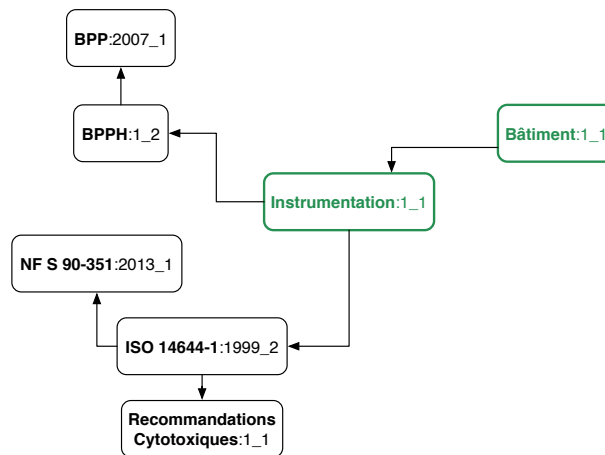 BPP:2007_1
BPPH:1_2
Bâtiment:1_1
Instrumentation:1_1
NF S 90-351:2013_1
ISO 14644-1:1999_2
Recommandations
Cytotoxiques:1_1